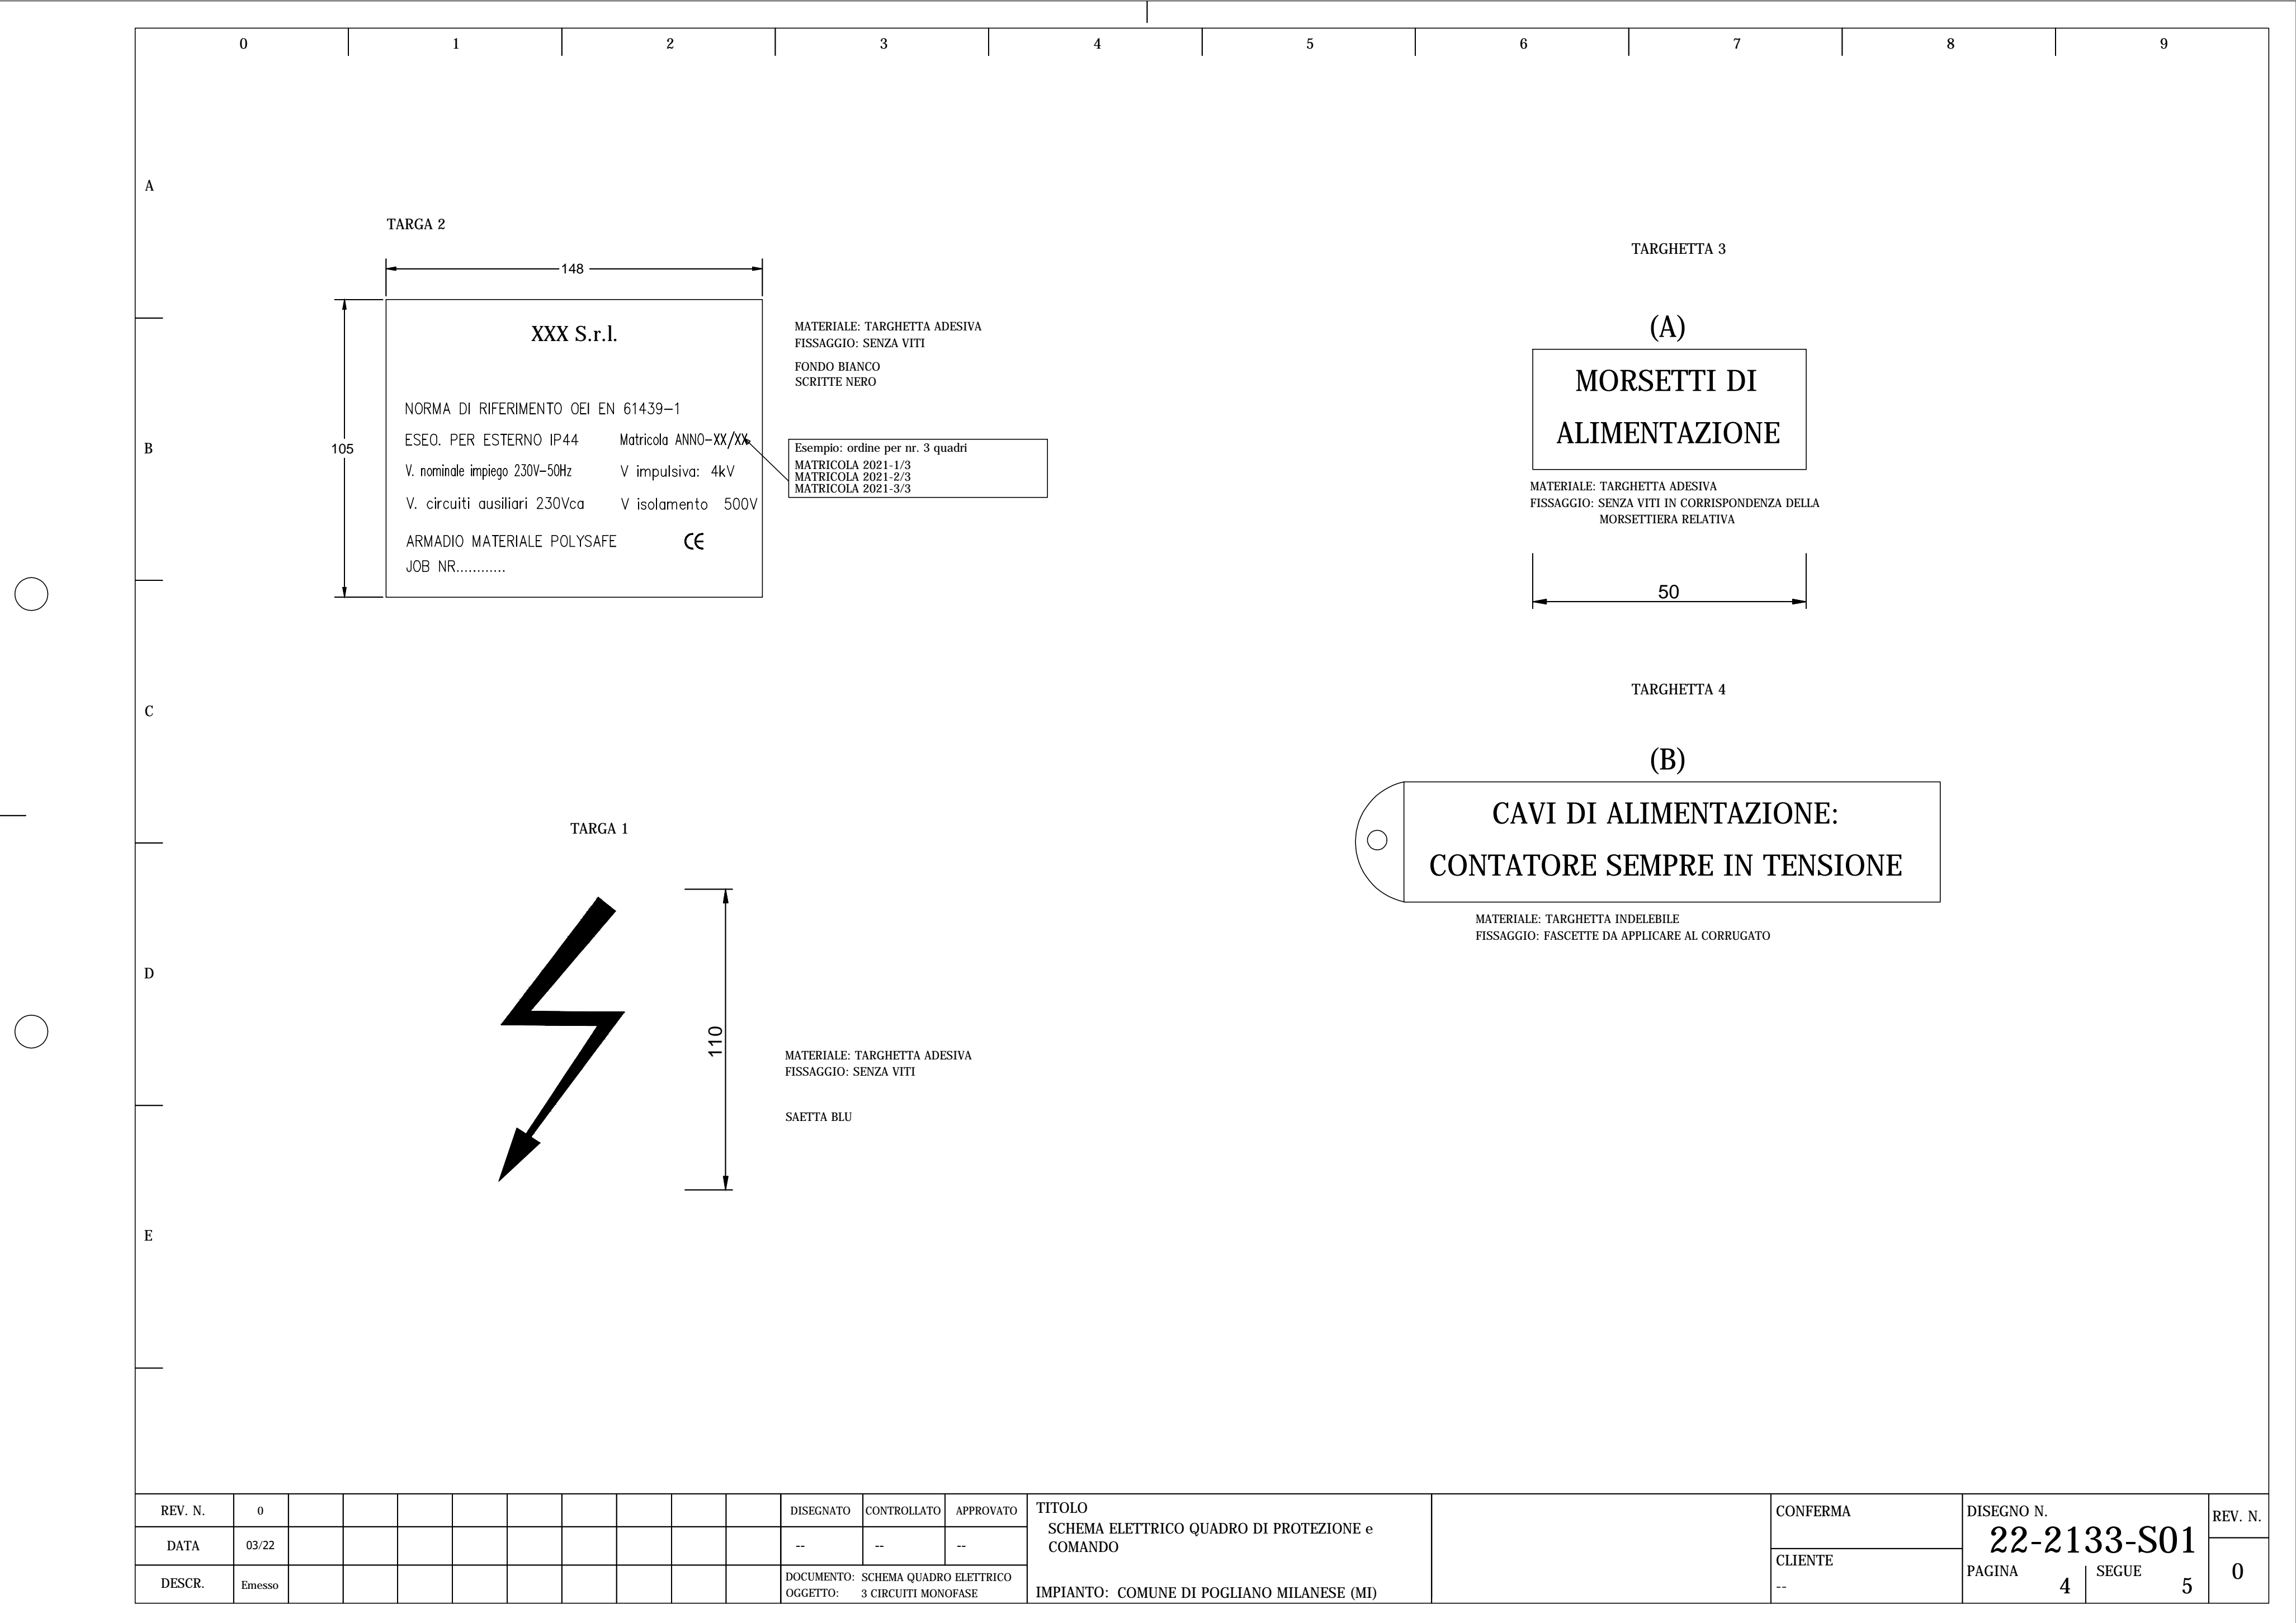 0 1 2 3 4 5 6 7 8 9
A
B
C
D
E
TARGA 2
148
105
XXX S.r.l.
NORMA DI RIFERIMENTO OEI EN 61439-1
ESEO. PER ESTERNO IP44 Matricola ANNO-XX/XX
V. nominale impiego 230V-50Hz V impulsiva: 4kV
V. circuiti ausiliari 230Vca V isolamento 500V
ARMADIO MATERIALE POLYSAFE CE
JOB NR............
MATERIALE: TARGHETTA ADESIVA
FISSAGGIO: SENZA VITI
FONDO BIANCO
SCRITTE NERO
Esempio: ordine per nr. 3 quadri
MATRICOLA 2021-1/3
MATRICOLA 2021-2/3
MATRICOLA 2021-3/3
TARGHETTA 3
(A)
MORSETTI DI
ALIMENTAZIONE
MATERIALE: TARGHETTA ADESIVA
FISSAGGIO: SENZA VITI IN CORRISPONDENZA DELLA
MORSETTIERA RELATIVA
50
TARGHETTA 4
(B)
CAVI DI ALIMENTAZIONE:
CONTATORE SEMPRE IN TENSIONE
MATERIALE: TARGHETTA INDELEBILE
FISSAGGIO: FASCETTE DA APPLICARE AL CORRUGATO
TARGA 1
110
MATERIALE: TARGHETTA ADESIVA
FISSAGGIO: SENZA VITI
SAETTA BLU
REV. N. 0
DATA 03/22
DESCR. Emesso
DISEGNATO CONTROLLATO APPROVATO
-- -- --
DOCUMENTO: SCHEMA QUADRO ELETTRICO
OGGETTO: 3 CIRCUITI MONOFASE
TITOLO
SCHEMA ELETTRICO QUADRO DI PROTEZIONE e
COMANDO
IMPIANTO: COMUNE DI POGLIANO MILANESE (MI)
CONFERMA
CLIENTE
--
DISEGNO N.
22-2133-S01
PAGINA 4
SEGUE 5
REV. N.
0